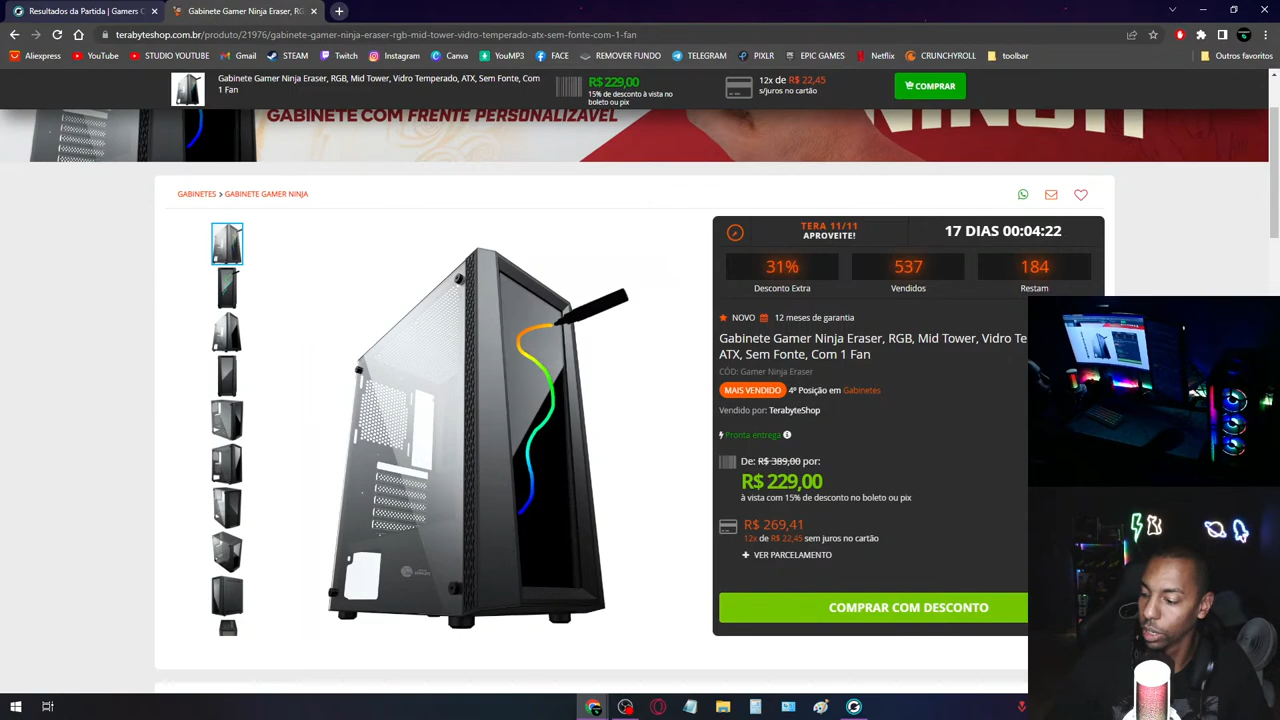 Resultados da Partida | Gamers C
Gabinete Gamer Ninja Eraser, RG
terabyteshop.com.br/produto/21976/gabinete-gamer-ninja-eraser-rgb-mid-tower-vidro-temperado-atx-sem-fonte-com-1-fan
Aliexpress
YouTube
STUDIO YOUTUBE
Gmail
STEAM
Twitch
Instagram
Canva
YouMP3
FACE
REMOVER FUNDO
TELEGRAM
PIXLR
EPIC GAMES
Netflix
CRUNCHYROLL
toolbar
Outros favoritos
Gabinete Gamer Ninja Eraser, RGB, Mid Tower, Vidro Temperado, ATX, Sem Fonte, Com
1 Fan
R$ 229,00
15% de desconto à vista no
boleto ou pix
12x de R$ 22,45
s/juros no cartão
COMPRAR
GABINETE COM FRENTE PERSONALIZÁVEL
NINJA
GABINETES > GABINETE GAMER NINJA
TERA 11/11
APROVEITE!
17 DIAS 00:04:22
31%
Desconto Extra
537
Vendidos
184
Restam
NOVO
12 meses de garantia
Gabinete Gamer Ninja Eraser, RGB, Mid Tower, Vidro Te
ATX, Sem Fonte, Com 1 Fan
CÓD: Gamer Ninja Eraser
MAIS VENDIDO 4º Posição em Gabinetes
Vendido por: TerabyteShop
Pronta entrega
De: R$ 389,00 por:
R$ 229,00
à vista com 15% de desconto no boleto ou pix
R$ 269,41
12x de R$ 22,45 sem juros no cartão
+ VER PARCELAMENTO
COMPRAR COM DESCONTO